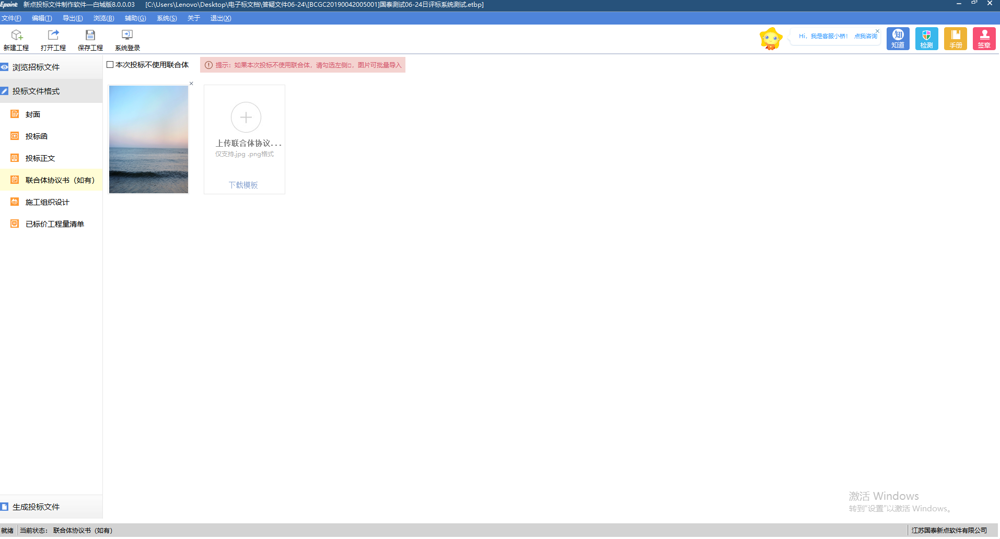 Epoint 新点投标文件制作软件—白城版8.0.0.03 [C:\Users\Lenovo\Desktop\电子标文档\答疑文件06-24\[BCGC20190042005001]国泰测试06-24日评标系统测试.etbp]
文件(F) 编辑(T) 导出(E) 浏览(B) 辅助(G) 系统(S) 关于 退出(X)
新建工程 打开工程 保存工程 系统登录
Hi，我是客服小桥！ 点我咨询
知
知道 检测 手册 签章
浏览招标文件
投标文件格式
封面
投标函
投标正文
联合体协议书（如有）
施工组织设计
已标价工程量清单
生成投标文件
本次投标不使用联合体
提示：如果本次投标不使用联合体，请勾选左侧□，图片可批量导入
上传联合体协议...
仅支持.jpg .png格式
下载模板
激活 Windows
转到“设置”以激活 Windows。
就绪 当前状态： 联合体协议书（如有） 江苏国泰新点软件有限公司